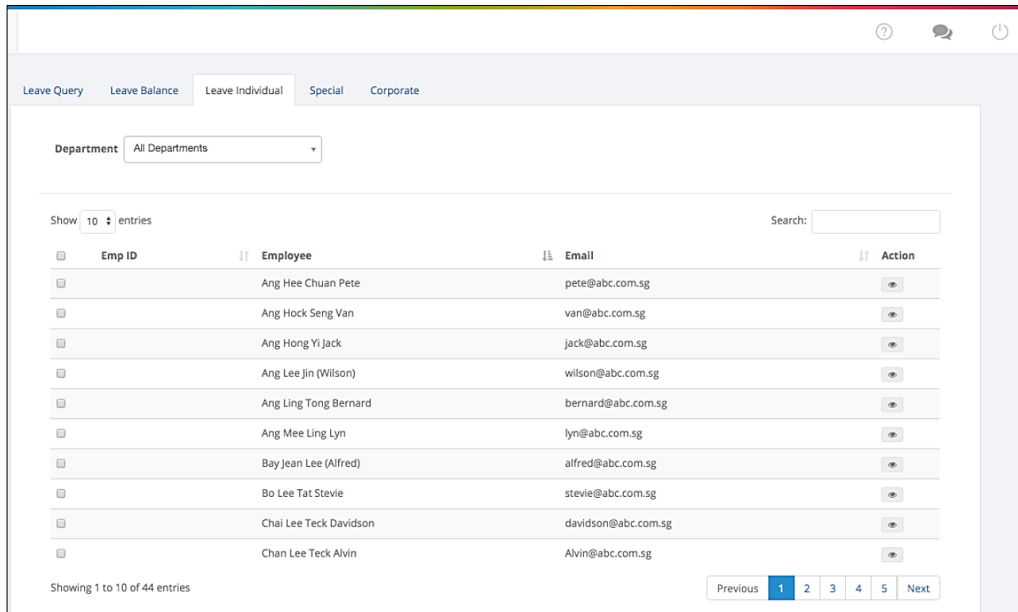 Leave Query Leave Balance Leave Individual Special Corporate
Department All Departments
Show 10 entries Search:
Emp ID Employee Email Action
Ang Hee Chuan Pete pete@abc.com.sg
Ang Hock Seng Van van@abc.com.sg
Ang Hong Yi Jack jack@abc.com.sg
Ang Lee Jin (Wilson) wilson@abc.com.sg
Ang Ling Tong Bernard bernard@abc.com.sg
Ang Mee Ling Lyn lyn@abc.com.sg
Bay Jean Lee (Alfred) alfred@abc.com.sg
Bo Lee Tat Stevie stevie@abc.com.sg
Chai Lee Teck Davidson davidson@abc.com.sg
Chan Lee Teck Alvin Alvin@abc.com.sg
Showing 1 to 10 of 44 entries Previous 1 2 3 4 5 Next